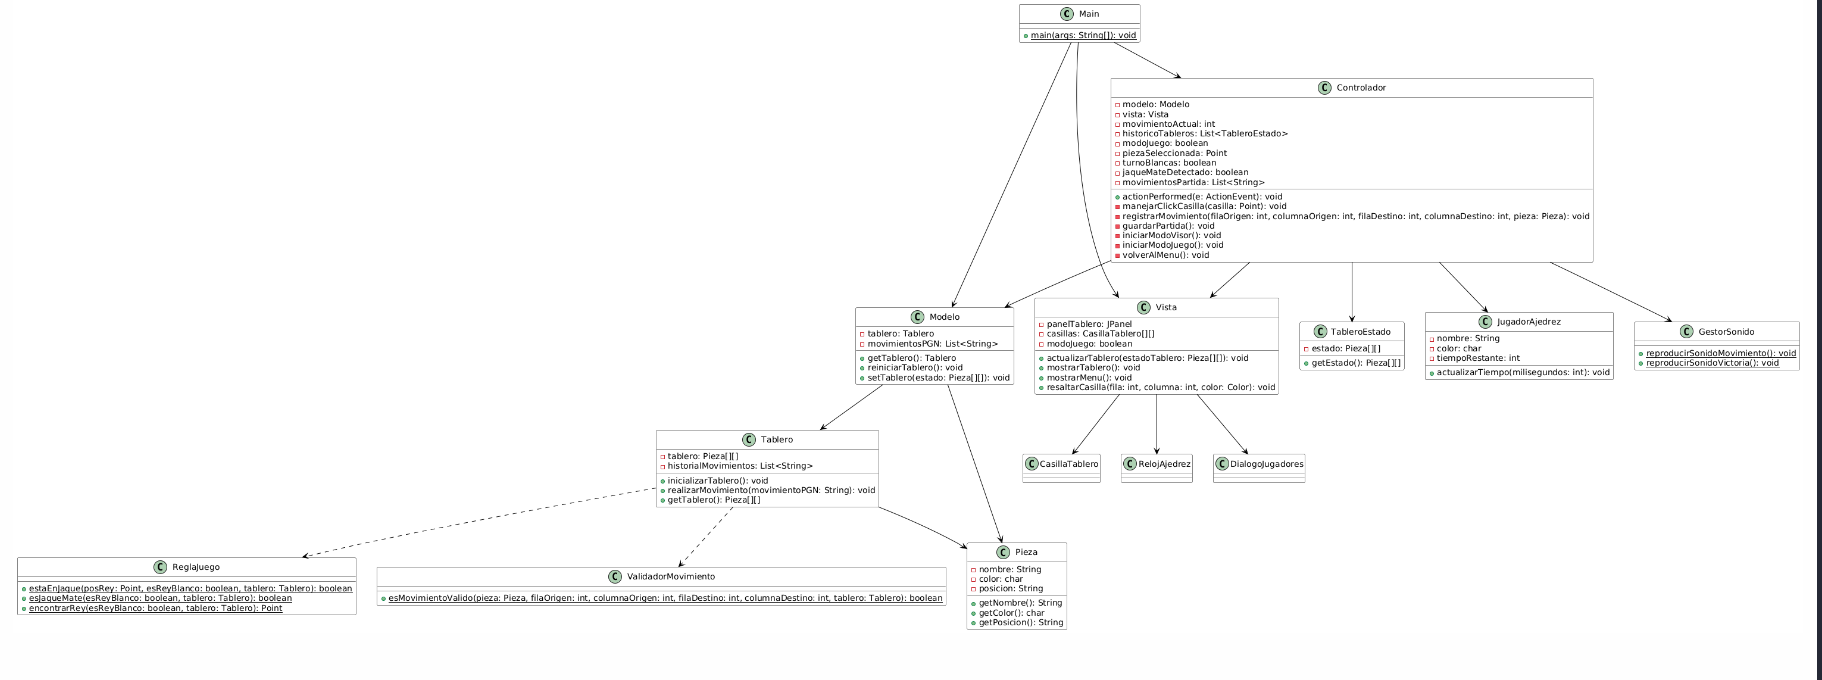 C Main
main(args: String[]): void
C Controlador
modelo: Modelo
vista: Vista
movimientoActual: int
historicoTableros: List<TableroEstado>
modoJuego: boolean
piezaSeleccionada: Point
turnoBlancas: boolean
jaqueMateDetectado: boolean
movimientosPartida: List<String>
actionPerformed(e: ActionEvent): void
manejarClickCasilla(casilla: Point): void
registrarMovimiento(filaOrigen: int, columnaOrigen: int, filaDestino: int, columnaDestino: int, pieza: Pieza): void
guardarPartida(): void
iniciarModoVisor(): void
iniciarModoJuego(): void
volverAlMenu(): void
C Modelo
tablero: Tablero
movimientosPGN: List<String>
getTablero(): Tablero
reiniciarTablero(): void
setTablero(estado: Pieza[][]): void
C Vista
panelTablero: JPanel
casillas: CasillaTablero[][]
modoJuego: boolean
actualizarTablero(estadoTablero: Pieza[][]): void
mostrarTablero(): void
mostrarMenu(): void
resaltarCasilla(fila: int, columna: int, color: Color): void
C TableroEstado
estado: Pieza[][]
getEstado(): Pieza[][]
C JugadorAjedrez
nombre: String
color: char
tiempoRestante: int
actualizarTiempo(milisegundos: int): void
C GestorSonido
reproducirSonidoMovimiento(): void
reproducirSonidoVictoria(): void
C Tablero
tablero: Pieza[][]
historialMovimientos: List<String>
inicializarTablero(): void
realizarMovimiento(movimientoPGN: String): void
getTablero(): Pieza[][]
C CasillaTablero
C RelojAjedrez
C DialogoJugadores
C ReglaJuego
estaEnJaque(posRey: Point, esReyBlanco: boolean, tablero: Tablero): boolean
esJaqueMate(esReyBlanco: boolean, tablero: Tablero): boolean
encontrarRey(esReyBlanco: boolean, tablero: Tablero): Point
C ValidadorMovimiento
esMovimientoValido(pieza: Pieza, filaOrigen: int, columnaOrigen: int, filaDestino: int, columnaDestino: int, tablero: Tablero): boolean
C Pieza
nombre: String
color: char
posicion: String
getNombre(): String
getColor(): char
getPosicion(): String